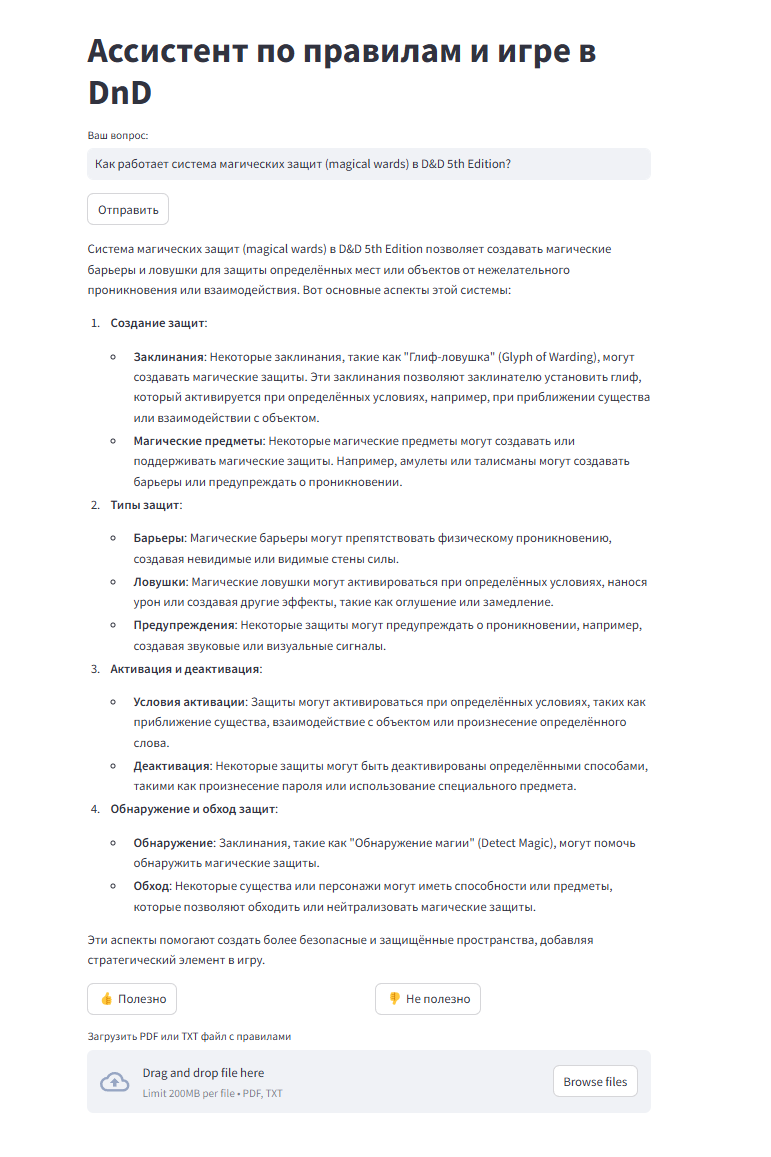 Ассистент по правилам и игре в
DnD
Ваш вопрос:
Как работает система магических защит (magical wards) в D&D 5th Edition?
Отправить
Система магических защит (magical wards) в D&D 5th Edition позволяет создавать магические
барьеры и ловушки для защиты определённых мест или объектов от нежелательного
проникновения или взаимодействия. Вот основные аспекты этой системы:
1. Создание защит:
Заклинания: Некоторые заклинания, такие как "Глиф-ловушка" (Glyph of Warding), могут
создавать магические защиты. Эти заклинания позволяют заклинателю установить глиф,
который активируется при определённых условиях, например, при приближении существа
или взаимодействии с объектом.
Магические предметы: Некоторые магические предметы могут создавать или
поддерживать магические защиты. Например, амулеты или талисманы могут создавать
барьеры или предупреждать о проникновении.
2. Типы защит:
Барьеры: Магические барьеры могут препятствовать физическому проникновению,
создавая невидимые или видимые стены силы.
Ловушки: Магические ловушки могут активироваться при определённых условиях, нанося
урон или создавая другие эффекты, такие как оглушение или замедление.
Предупреждения: Некоторые защиты могут предупреждать о проникновении, например,
создавая звуковые или визуальные сигналы.
3. Активация и деактивация:
Условия активации: Защиты могут активироваться при определённых условиях, таких как
приближение существа, взаимодействие с объектом или произнесение определённого
слова.
Деактивация: Некоторые защиты могут быть деактивированы определёнными способами,
такими как произнесение пароля или использование специального предмета.
4. Обнаружение и обход защит:
Обнаружение: Заклинания, такие как "Обнаружение магии" (Detect Magic), могут помочь
обнаружить магические защиты.
Обход: Некоторые существа или персонажи могут иметь способности или предметы,
которые позволяют обходить или нейтрализовать магические защиты.
Эти аспекты помогают создать более безопасные и защищённые пространства, добавляя
стратегический элемент в игру.
👍 Полезно
👎 Не полезно
Загрузить PDF или TXT файл с правилами
Drag and drop file here
Limit 200MB per file • PDF, TXT
Browse files